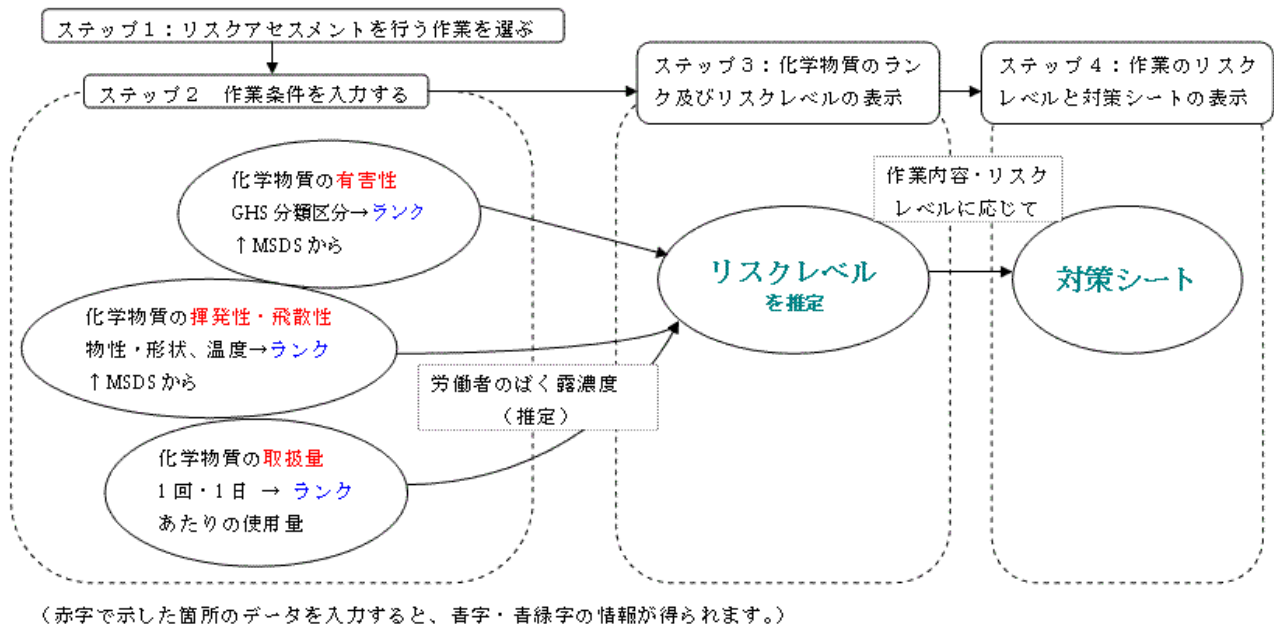 ステップ1：リスクアセスメントを行う作業を選ぶ
ステップ2　作業条件を入力する
ステップ3：化学物質のラン
ク及びリスクレベルの表示
ステップ4：作業のリスク
レベルと対策シートの表示
化学物質の有害性
GHS 分類区分→ランク
↑MSDS から
化学物質の揮発性・飛散性
物性・形状、温度→ランク
↑MSDS から
化学物質の取扱量
1回・1日 → ランク
あたりの使用量
労働者のばく露濃度
（推定）
リスクレベル
を推定
作業内容・リスク
レベルに応じて
対策シート
（赤字で示した箇所のデータを入力すると、青字・青緑字の情報が得られます。）